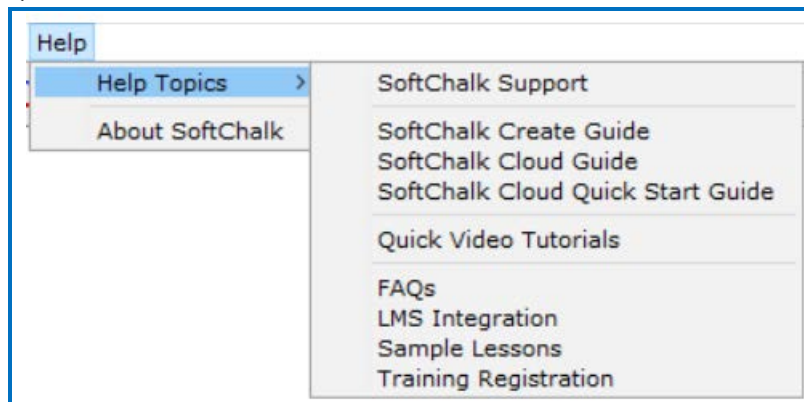 Help
Help Topics >
About SoftChalk
SoftChalk Support
SoftChalk Create Guide
SoftChalk Cloud Guide
SoftChalk Cloud Quick Start Guide
Quick Video Tutorials
FAQs
LMS Integration
Sample Lessons
Training Registration